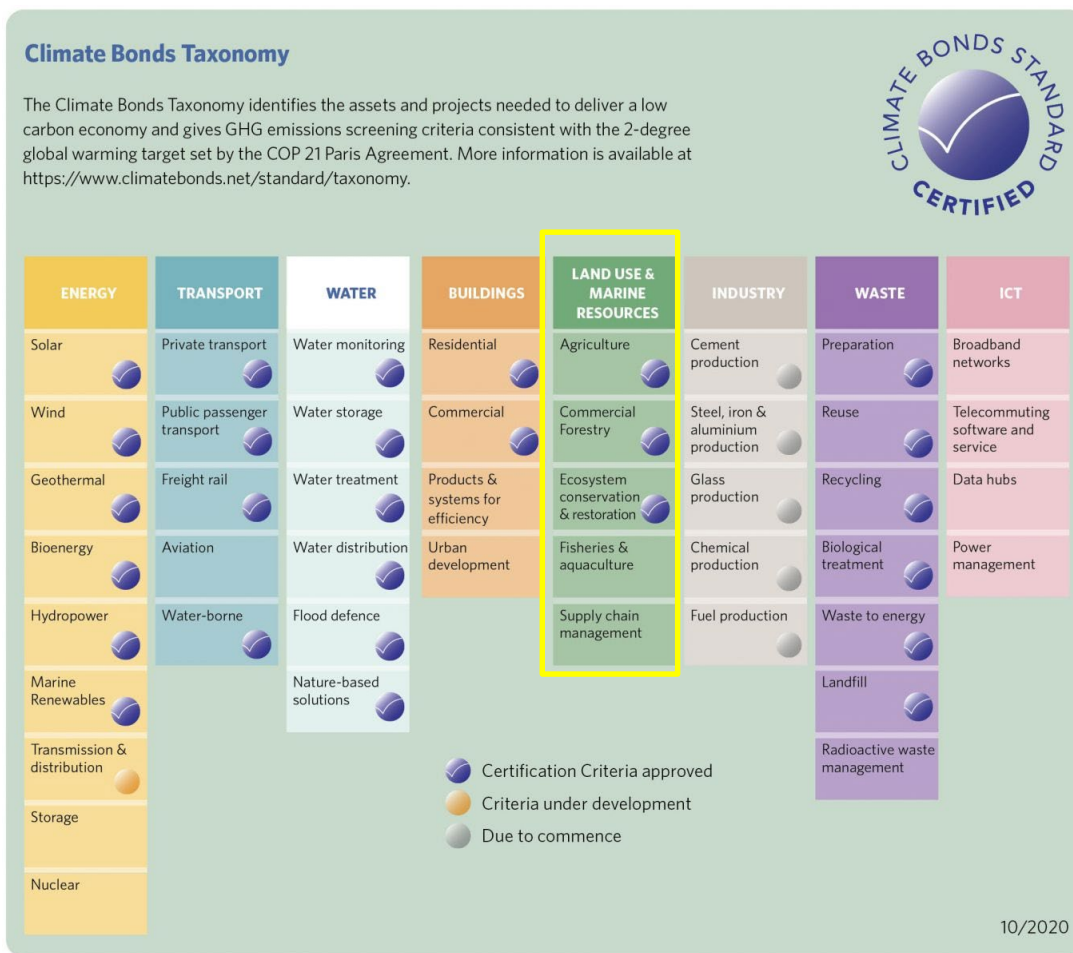 Climate Bonds Taxonomy
The Climate Bonds Taxonomy identifies the assets and projects needed to deliver a low
carbon economy and gives GHG emissions screening criteria consistent with the 2-degree
global warming target set by the COP 21 Paris Agreement. More information is available at
https://www.climatebonds.net/standard/taxonomy.
CLIMATE BONDS STANDARD
CERTIFIED
ENERGY
Solar
Wind
Geothermal
Bioenergy
Hydropower
Marine
Renewables
Transmission &
distribution
Storage
Nuclear
TRANSPORT
Private transport
Public passenger
transport
Freight rail
Aviation
Water-borne
WATER
Water monitoring
Water storage
Water treatment
Water distribution
Flood defence
Nature-based
solutions
BUILDINGS
Residential
Commercial
Products &
systems for
efficiency
Urban
development
LAND USE &
MARINE
RESOURCES
Agriculture
Commercial
Forestry
Ecosystem
conservation
& restoration
Fisheries &
aquaculture
Supply chain
management
INDUSTRY
Cement
production
Steel, iron &
aluminium
production
Glass
production
Chemical
production
Fuel production
WASTE
Preparation
Reuse
Recycling
Biological
treatment
Waste to energy
Landfill
Radioactive waste
management
ICT
Broadband
networks
Telecommuting
software and
service
Data hubs
Power
management
Certification Criteria approved
Criteria under development
Due to commence
10/2020